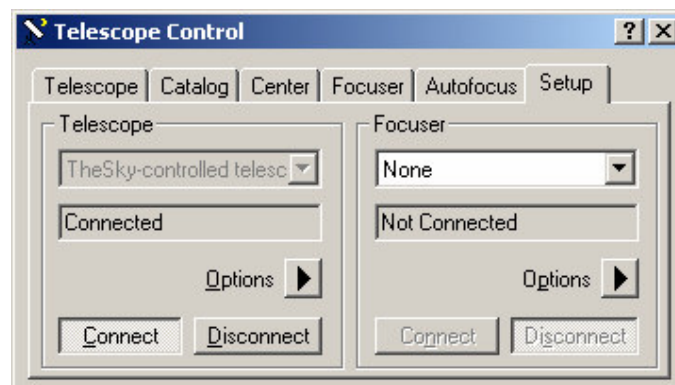 Telescope Control
Telescope Catalog Center Focuser Autofocus Setup
Telescope
TheSky-controlled telesc
Connected
Options
Connect Disconnect
Focuser
None
Not Connected
Options
Connect Disconnect